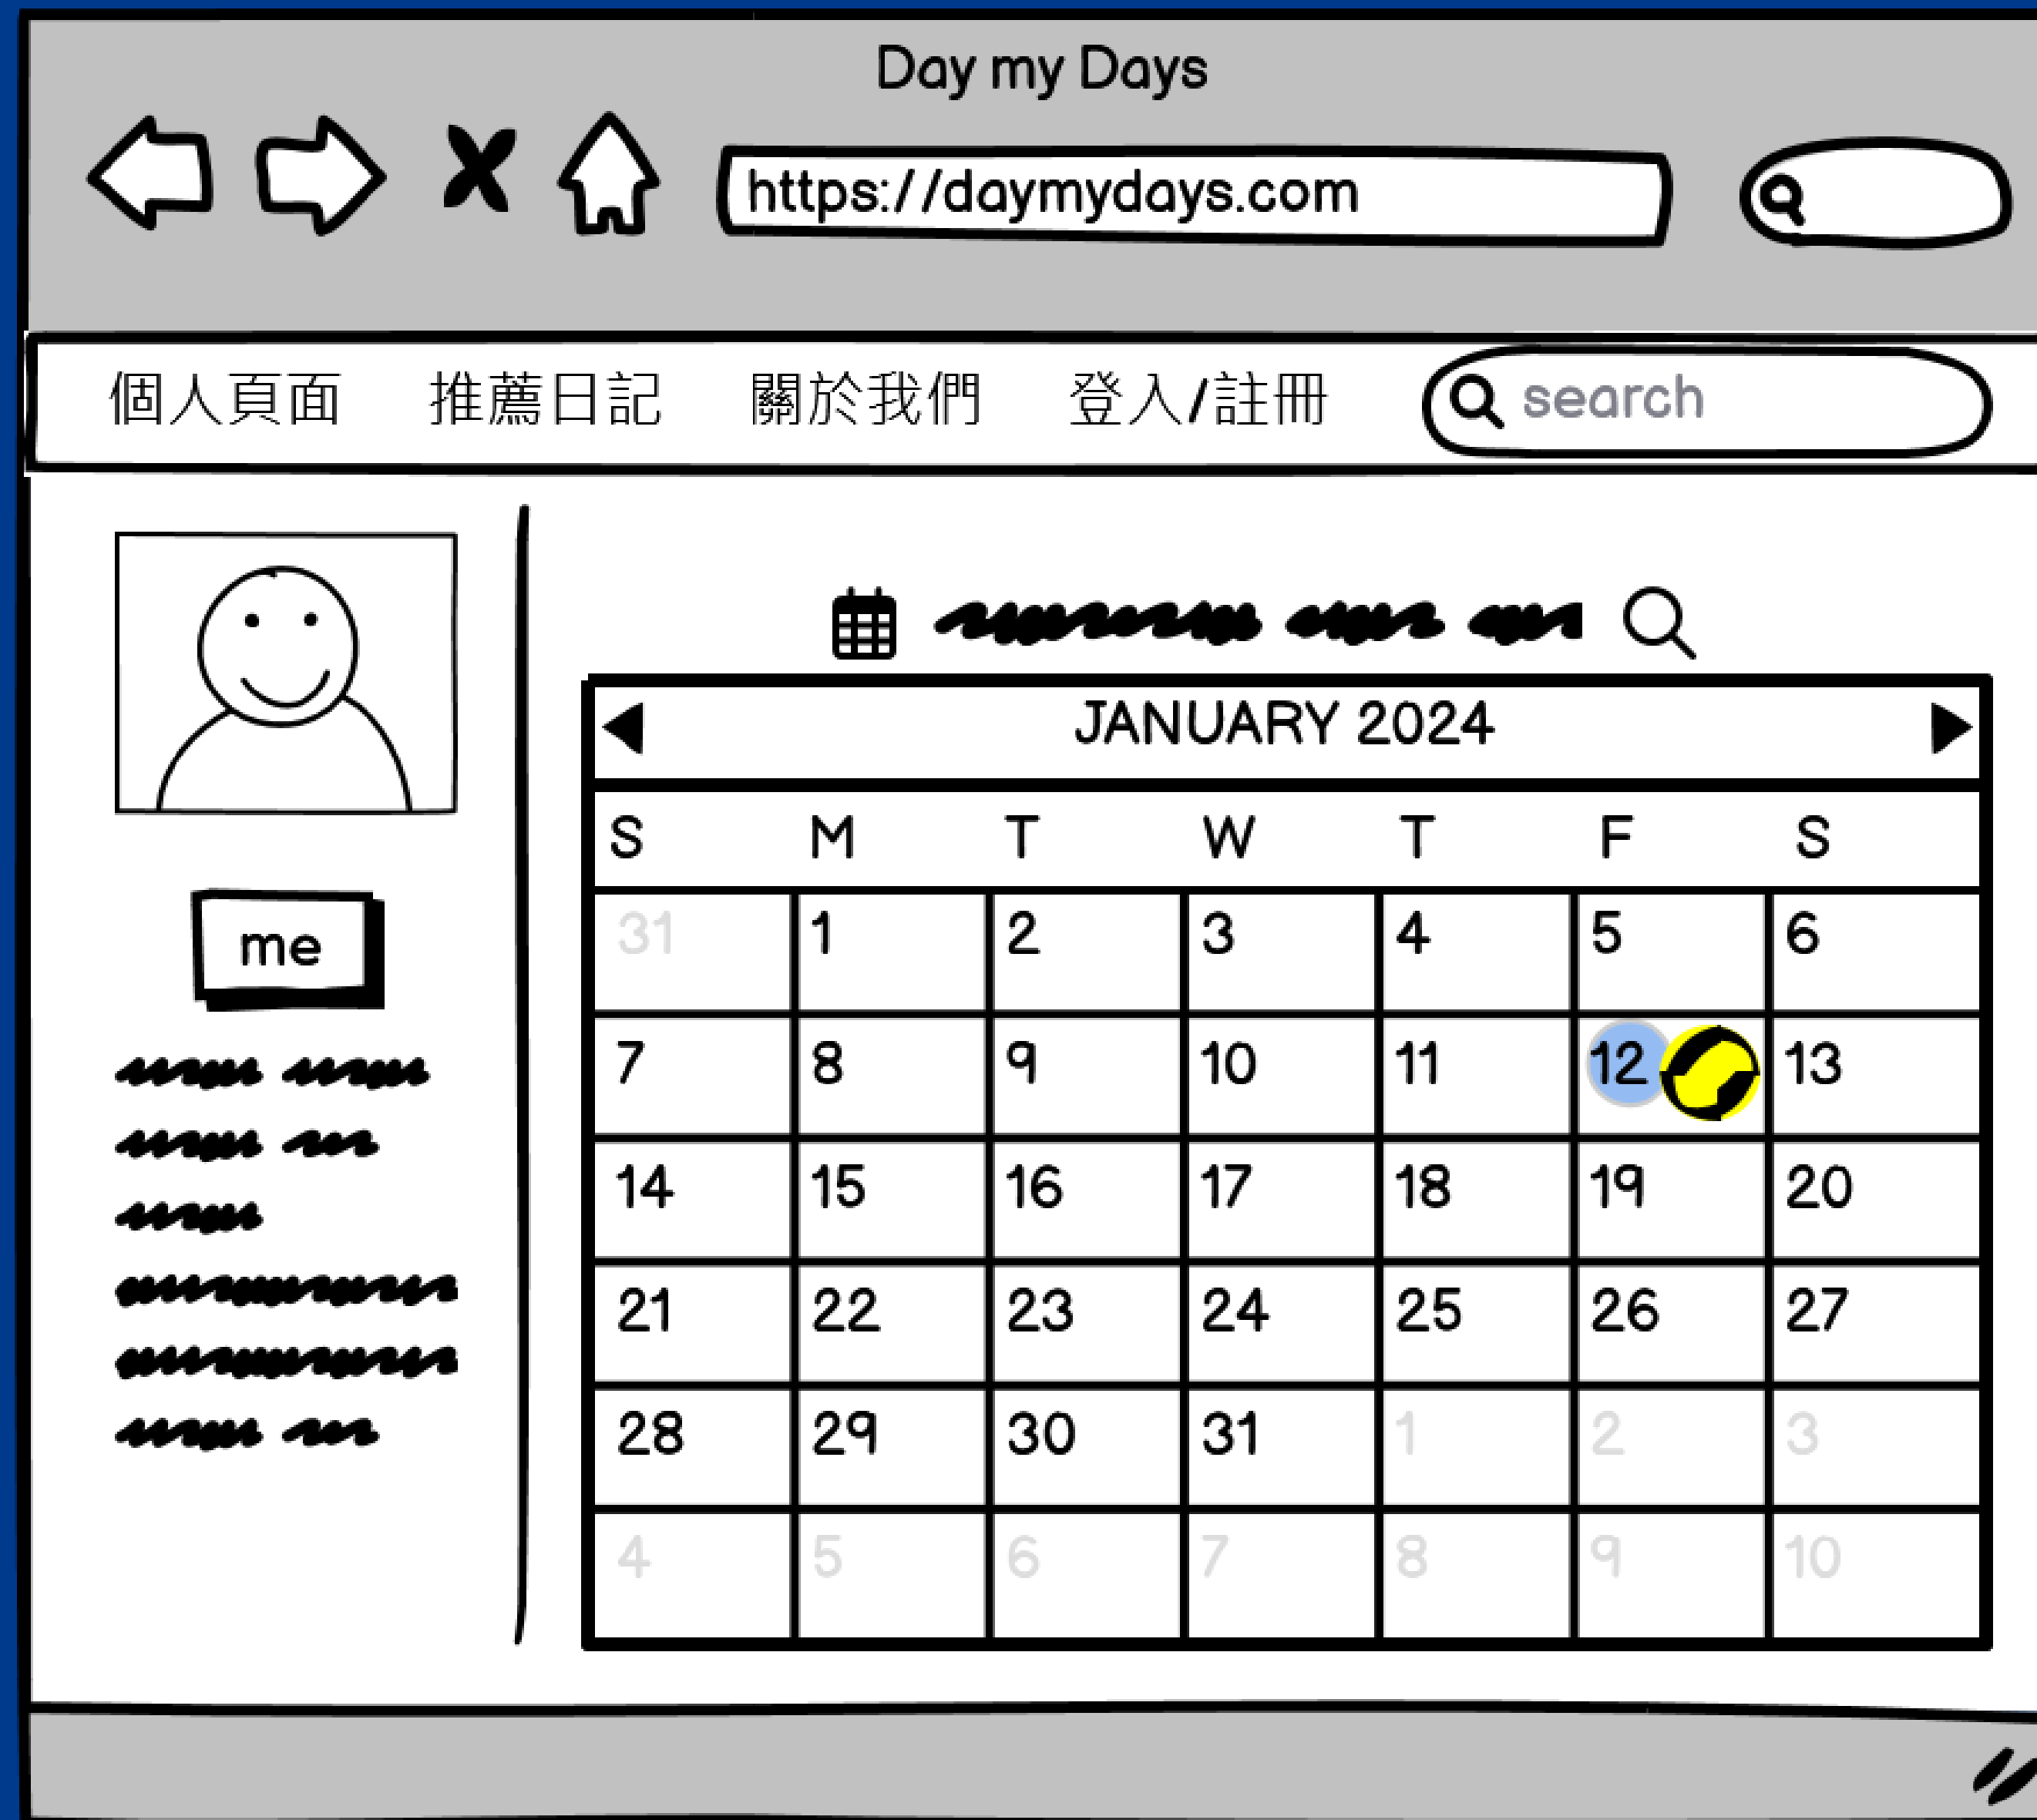 Day my Days
https://daymydays.com
個人頁面 推薦日記 關於我們 登入/註冊 search
me
JANUARY 2024
S M T W T F S
31 1 2 3 4 5 6
7 8 9 10 11 12 13
14 15 16 17 18 19 20
21 22 23 24 25 26 27
28 29 30 31 1 2 3
4 5 6 7 8 9 10